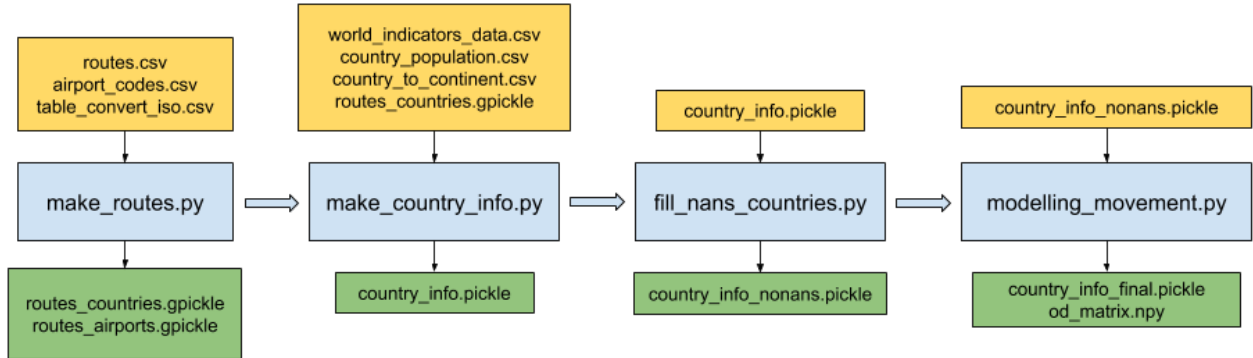 routes.csv
airport_codes.csv
table_convert_iso.csv
world_indicators_data.csv
country_population.csv
country_to_continent.csv
routes_countries.gpickle
country_info.pickle
country_info_nonans.pickle
make_routes.py
make_country_info.py
fill_nans_countries.py
modelling_movement.py
routes_countries.gpickle
routes_airports.gpickle
country_info.pickle
country_info_nonans.pickle
country_info_final.pickle
od_matrix.npy